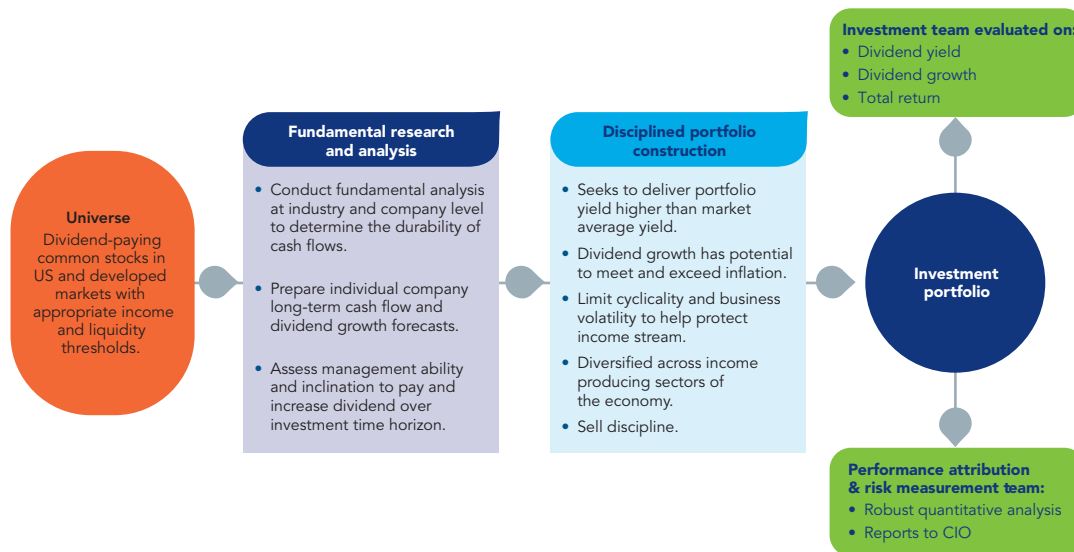 Universe
Dividend-paying
common stocks in
US and developed
markets with
appropriate income
and liquidity
thresholds.
Fundamental research
and analysis
• Conduct fundamental analysis
at industry and company level
to determine the durability of
cash flows.
• Prepare individual company
long-term cash flow and
dividend growth forecasts.
• Assess management ability
and inclination to pay and
increase dividend over
investment time horizon.
Disciplined portfolio
construction
• Seeks to deliver portfolio
yield higher than market
average yield.
• Dividend growth has potential
to meet and exceed inflation.
• Limit cyclicality and business
volatility to help protect
income stream.
• Diversified across income
producing sectors of
the economy.
• Sell discipline.
Investment team evaluated on:
• Dividend yield
• Dividend growth
• Total return
Investment
portfolio
Performance attribution
& risk measurement team:
• Robust quantitative analysis
• Reports to CIO